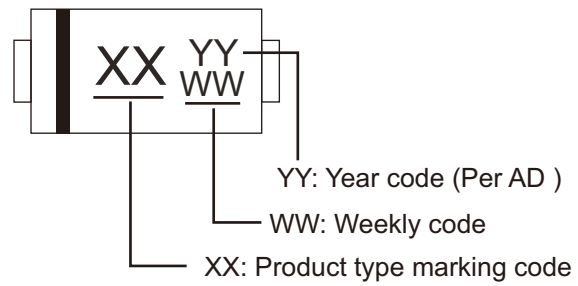 XX YY
WW
YY: Year code (Per AD )
WW: Weekly code
XX: Product type marking code